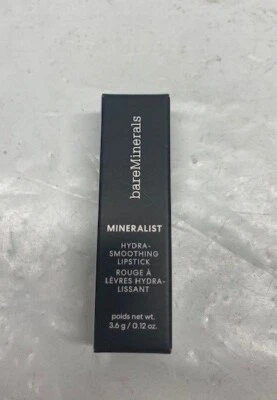 bareMinerals
MINERALIST
HYDRA-
SMOOTHING
LIPSTICK
ROUGE À
LÈVRES HYDRA-
LISSANT
poids net wt.
3.6 g / 0.12 oz.